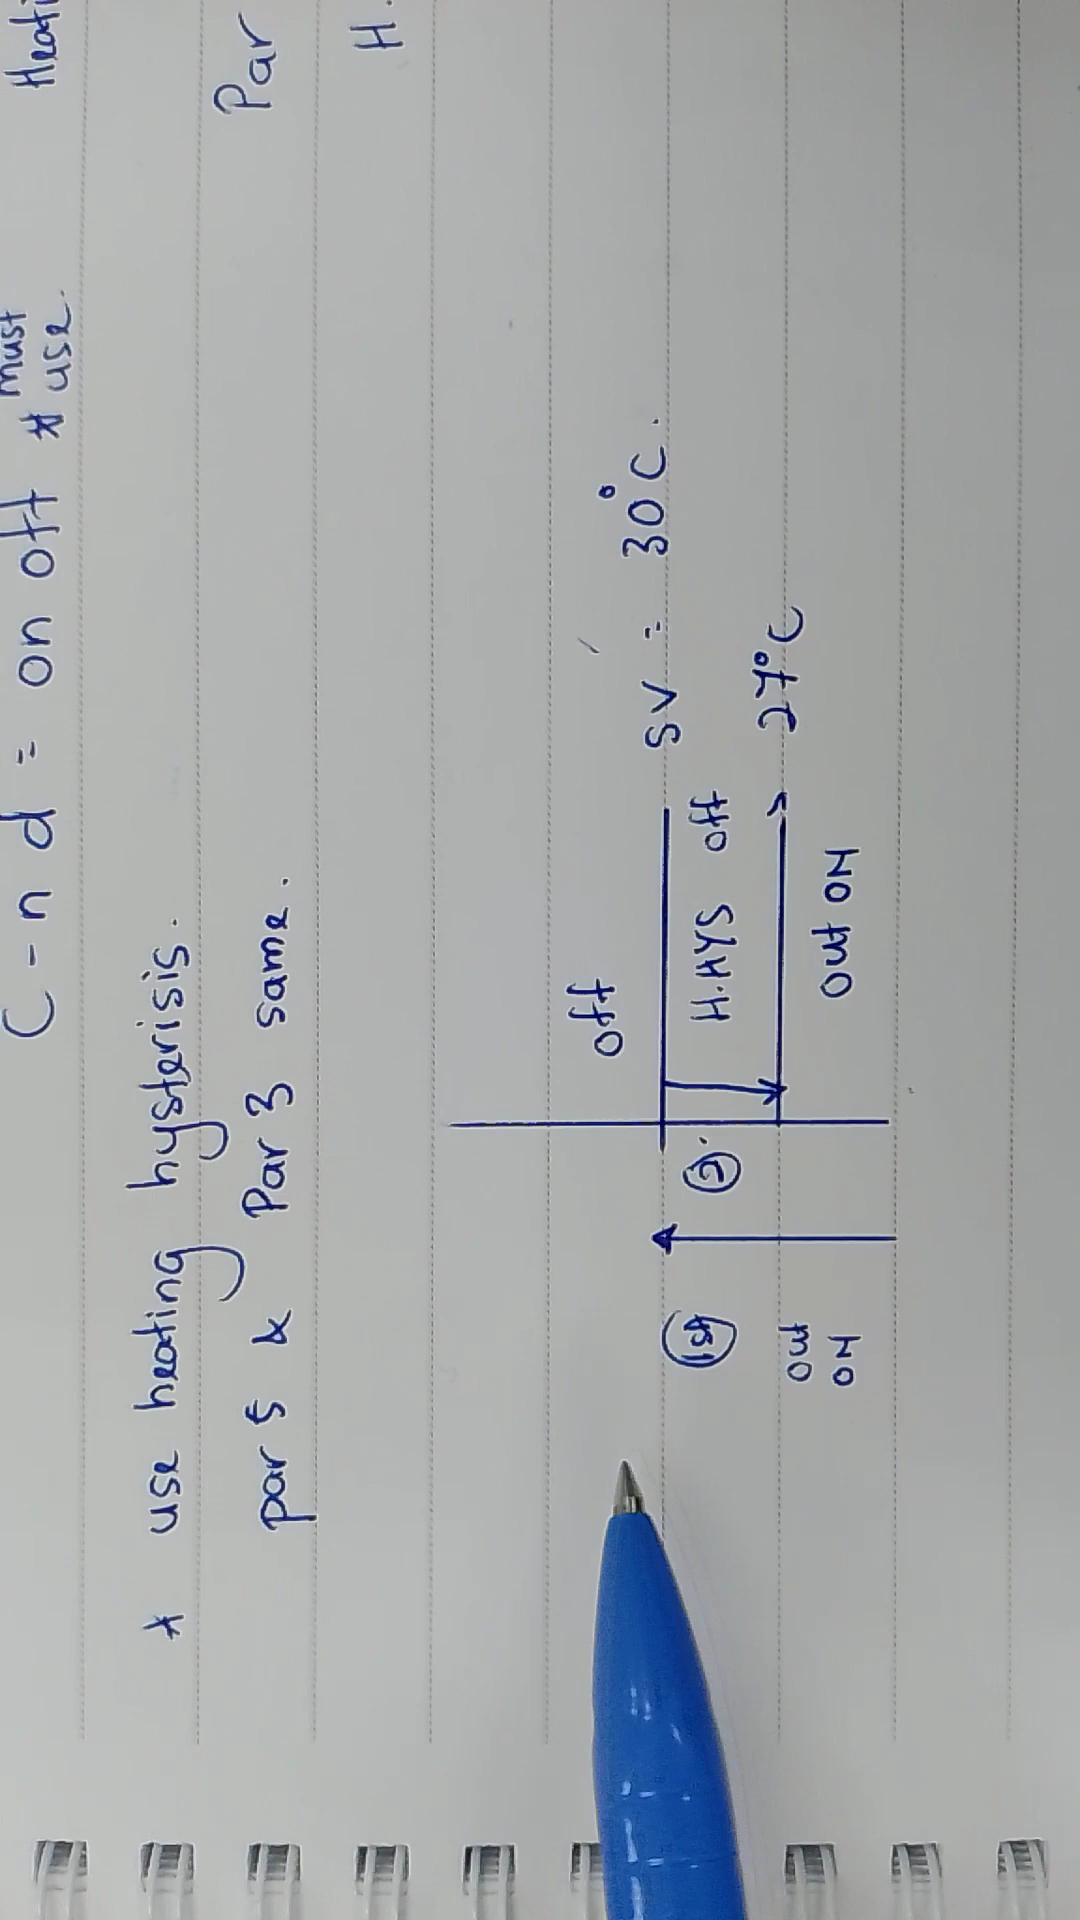 C - n d = on off * must use.
Heati
* use heating hysterisis.
par 5 & Par 3 same.
Par
H.
Off
SV = 30°C.
1st
2.
H.HYS off
27°C
Out
ON
Out ON